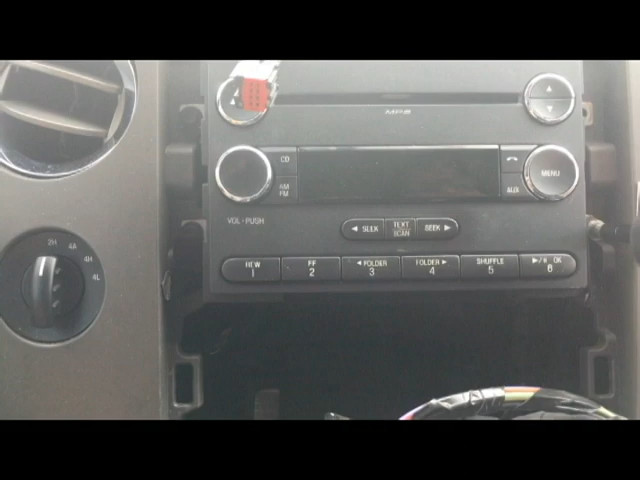 MP3
CD
AM
FM
AUX
MENU
VOL - PUSH
◄ SEEK
TEXT
SCAN
SEEK ►
REW
1
FF
2
◄ FOLDER
3
FOLDER ►
4
SHUFFLE
5
►/II OK
6
2H
4A
4H
4L